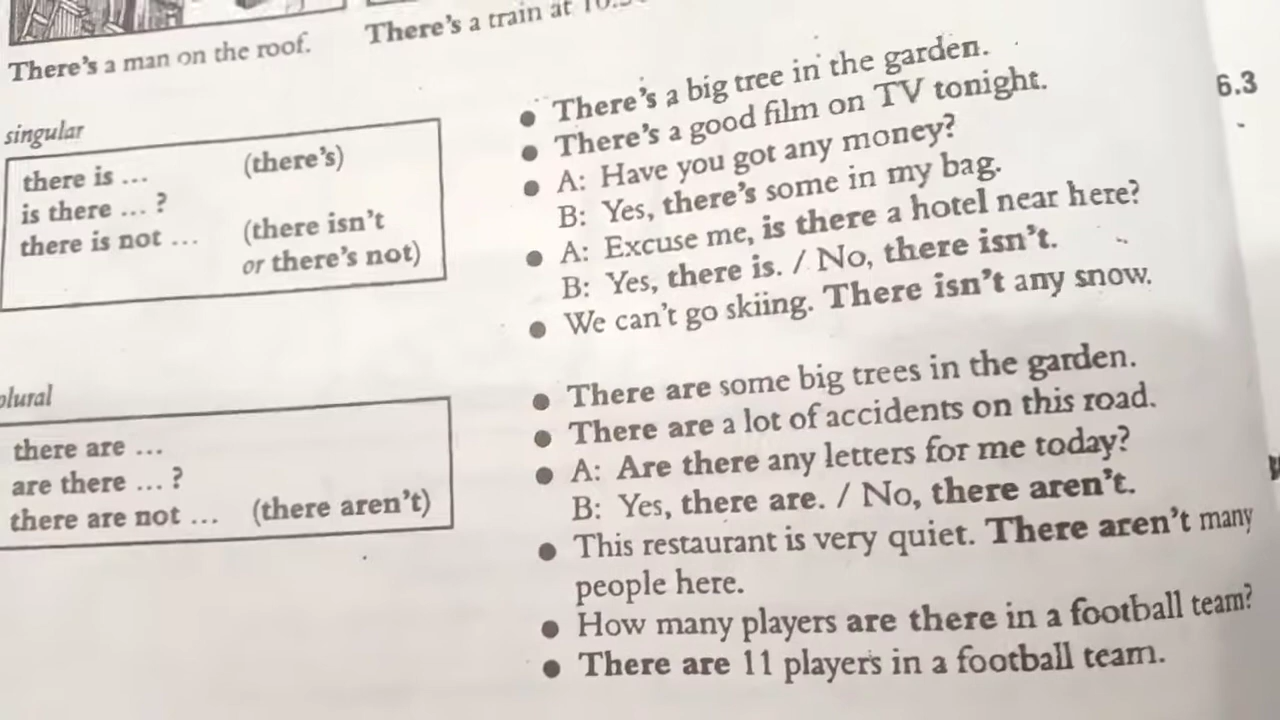 There's a man on the roof.
There's a train at
singular
there is ... (there's)
is there ... ?
there is not ... (there isn't
or there's not)
• There's a big tree in the garden.
• There's a good film on TV tonight.
• A: Have you got any money?
B: Yes, there's some in my bag.
• A: Excuse me, is there a hotel near here?
B: Yes, there is. / No, there isn't.
• We can't go skiing. There isn't any snow.
6.3
plural
there are ...
are there ... ?
there are not ... (there aren't)
• There are some big trees in the garden.
• There are a lot of accidents on this road.
• A: Are there any letters for me today?
B: Yes, there are. / No, there aren't.
• This restaurant is very quiet. There aren't many
people here.
• How many players are there in a football team?
• There are 11 players in a football team.